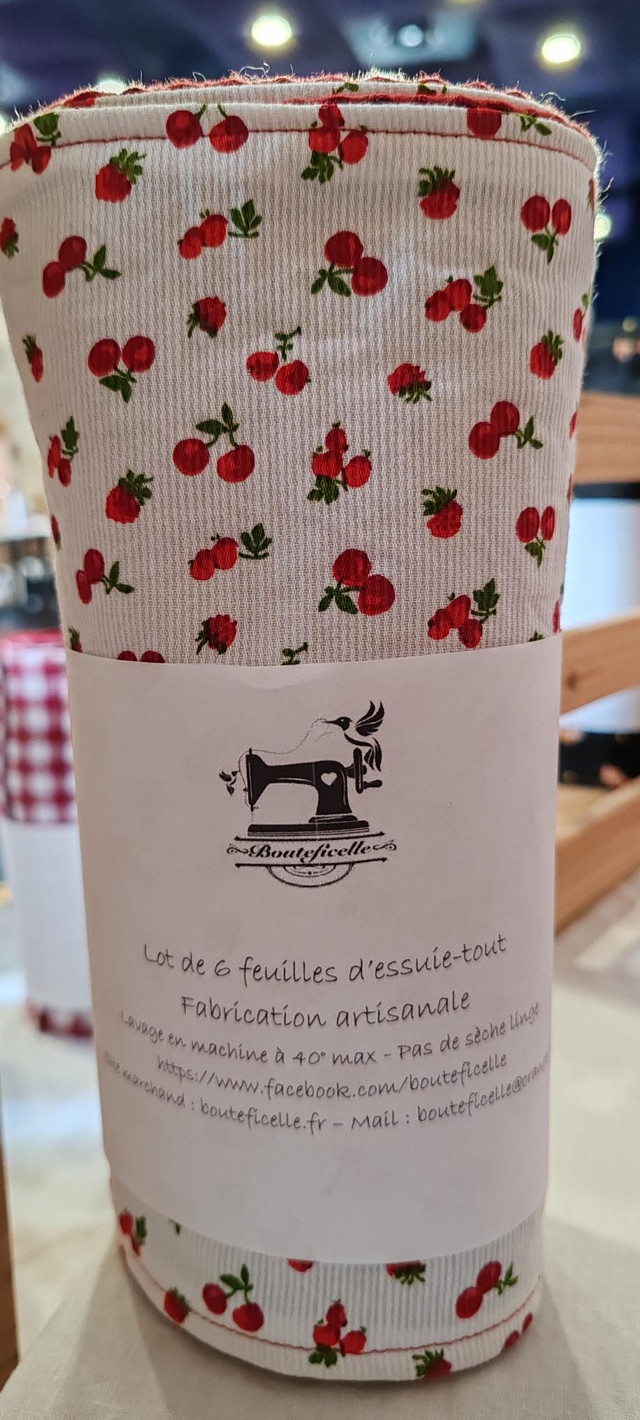 Bouteficelle
Lot de 6 feuilles d'essuie-tout
Fabrication artisanale
Lavage en machine à 40° max - Pas de sèche linge
https://www.facebook.com/bouteficelle
marchand : bouteficelle.fr – Mail : bouteficelle@oran